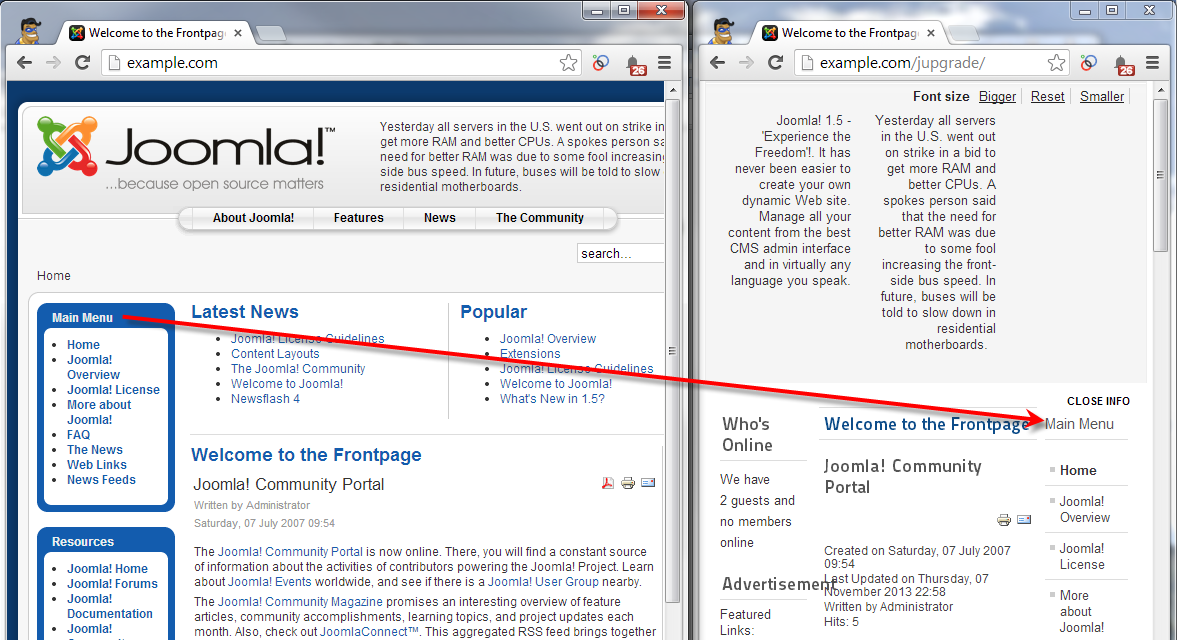 Welcome to the Frontpag
example.com
26
Joomla!™
...because open source matters
Yesterday all servers in the U.S. went out on strike in
get more RAM and better CPUs. A spokes person sa
need for better RAM was due to some fool increasing
side bus speed. In future, buses will be told to slow
residential motherboards.
About Joomla!
Features
News
The Community
search...
Home
Main Menu
Home
Joomla!
Overview
Joomla! License
More about
Joomla!
FAQ
The News
Web Links
News Feeds
Resources
Joomla! Home
Joomla! Forums
Joomla!
Documentation
Joomla!
Latest News
Joomla! License Guidelines
Content Layouts
The Joomla! Community
Welcome to Joomla!
Newsflash 4
Popular
Joomla! Overview
Extensions
Joomla! License Guidelines
Welcome to Joomla!
What's New in 1.5?
Welcome to the Frontpage
Joomla! Community Portal
Written by Administrator
Saturday, 07 July 2007 09:54
The Joomla! Community Portal is now online. There, you will find a constant source
of information about the activities of contributors powering the Joomla! Project. Learn
about Joomla! Events worldwide, and see if there is a Joomla! User Group nearby.
The Joomla! Community Magazine promises an interesting overview of feature
articles, community accomplishments, learning topics, and project updates each
month. Also, check out JoomlaConnect™. This aggregated RSS feed brings together
Welcome to the Frontpag
example.com/jupgrade/
26
Font size Bigger Reset Smaller
Joomla! 1.5 -
'Experience the
Freedom'!. It has
never been easier to
create your own
dynamic Web site.
Manage all your
content from the best
CMS admin interface
and in virtually any
language you speak.
Yesterday all servers
in the U.S. went out
on strike in a bid to
get more RAM and
better CPUs. A
spokes person said
that the need for
better RAM was due
to some fool
increasing the front-
side bus speed. In
future, buses will be
told to slow down in
residential
motherboards.
CLOSE INFO
Who's
Online
We have
2 guests and
no members
online
Advertisement
Featured
Links:
Welcome to the Frontpage
Joomla! Community
Portal
Created on Saturday, 07 July 2007
09:54
Last Updated on Thursday, 07
November 2013 22:58
Written by Administrator
Hits: 5
Main Menu
Home
Joomla!
Overview
Joomla!
License
More
about
Joomla!